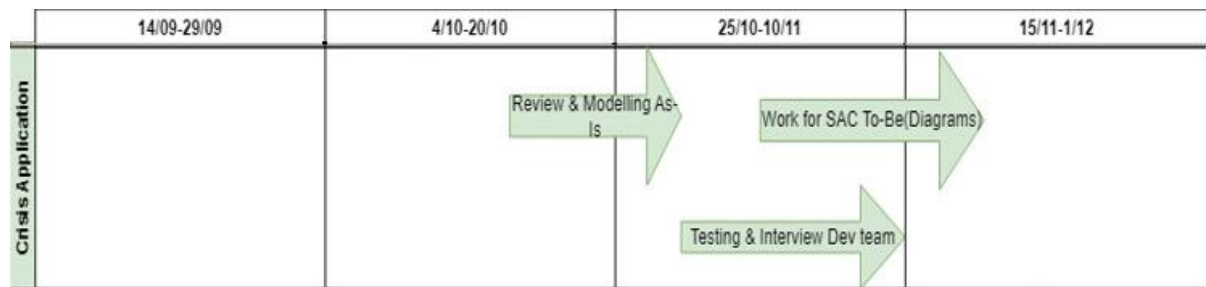 14/09-29/09
4/10-20/10
25/10-10/11
15/11-1/12
Crisis Application
Review & Modelling As-
Is
Work for SAC To-Be(Diagrams)
Testing & Interview Dev team